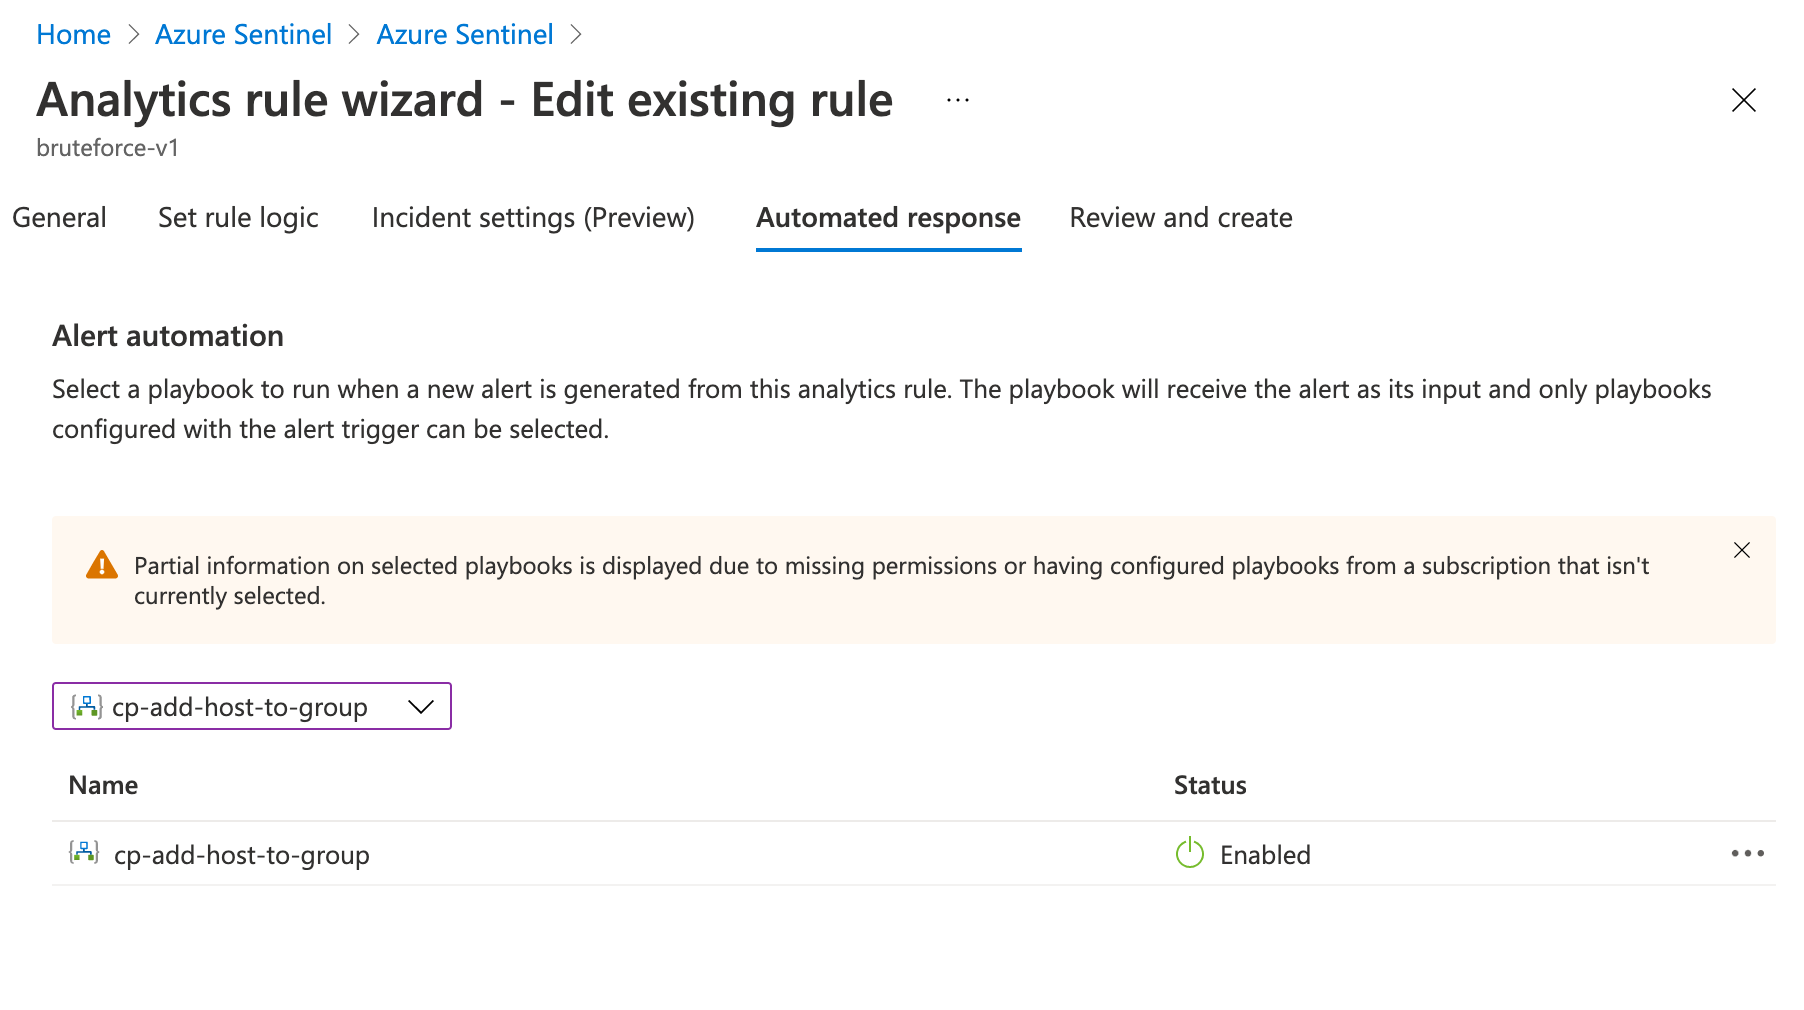 Home > Azure Sentinel > Azure Sentinel >
Analytics rule wizard - Edit existing rule ...
bruteforce-v1
General Set rule logic Incident settings (Preview) Automated response Review and create
Alert automation
Select a playbook to run when a new alert is generated from this analytics rule. The playbook will receive the alert as its input and only playbooks
configured with the alert trigger can be selected.
Partial information on selected playbooks is displayed due to missing permissions or having configured playbooks from a subscription that isn't
currently selected.
cp-add-host-to-group
Name Status
cp-add-host-to-group Enabled